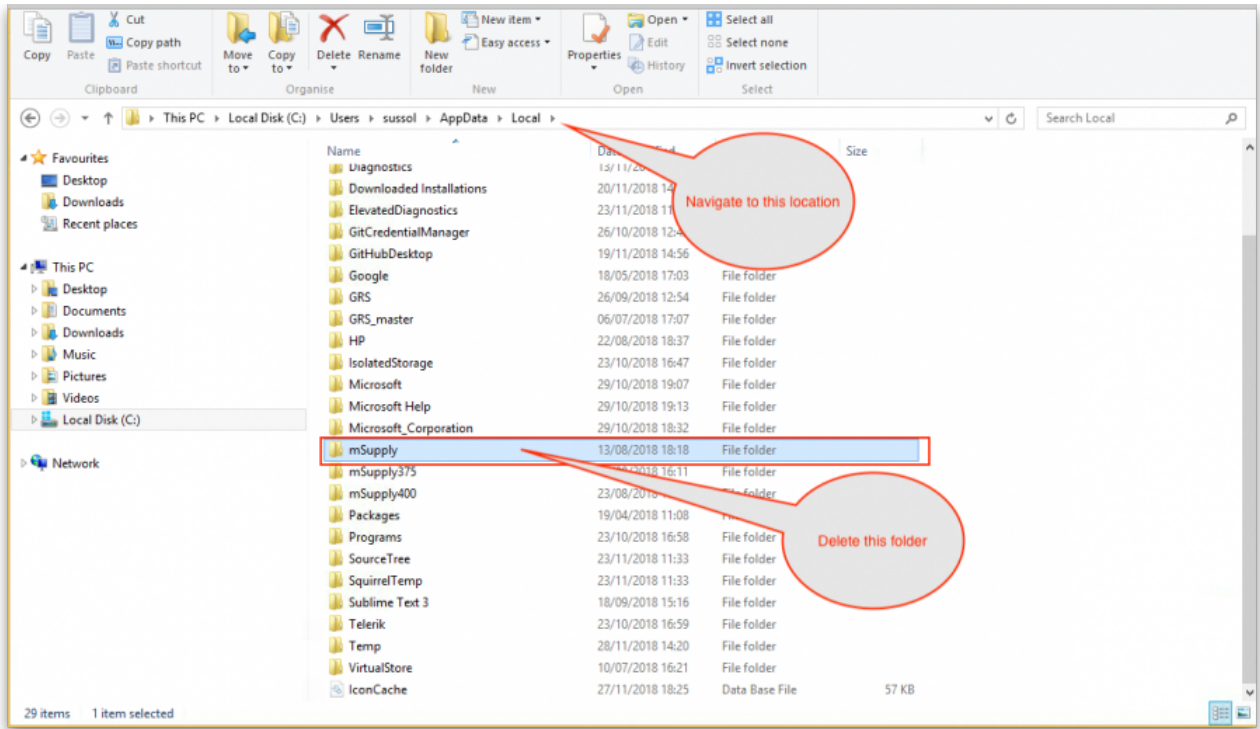 Copy
Paste
Cut
Copy path
Paste shortcut
Clipboard
Move to
Copy to
Delete
Rename
Organise
New folder
New item
Easy access
New
Properties
Open
Edit
History
Open
Select all
Select none
Invert selection
Select
This PC Local Disk (C:) Users sussol AppData Local
Search Local
Favourites
Desktop
Downloads
Recent places
This PC
Desktop
Documents
Downloads
Music
Pictures
Videos
Local Disk (C:)
Network
Name Size
Diagnostics
Downloaded Installations 20/11/2018
ElevatedDiagnostics 23/11/2018
GitCredentialManager 26/10/2018
GitHubDesktop 19/11/2018 14:56
Google 18/05/2018 17:03 File folder
GRS 26/09/2018 12:54 File folder
GRS_master 06/07/2018 17:07 File folder
HP 22/08/2018 18:37 File folder
IsolatedStorage 23/10/2018 16:47 File folder
Microsoft 29/10/2018 19:07 File folder
Microsoft Help 29/10/2018 19:13 File folder
Microsoft_Corporation 29/10/2018 18:32 File folder
mSupply 13/08/2018 18:18 File folder
mSupply375 16:11 File folder
mSupply400 folder
Packages 19/04/2018 11:08
Programs 23/10/2018 16:58 File folder
SourceTree 23/11/2018 11:33 File folder
SquirrelTemp 23/11/2018 11:33 File folder
Sublime Text 3 18/09/2018 15:16 File folder
Telerik 23/10/2018 16:59 File folder
Temp 28/11/2018 14:20 File folder
VirtualStore 10/07/2018 16:21 File folder
IconCache 27/11/2018 18:25 Data Base File 57 KB
Navigate to this location
Delete this folder
29 items 1 item selected